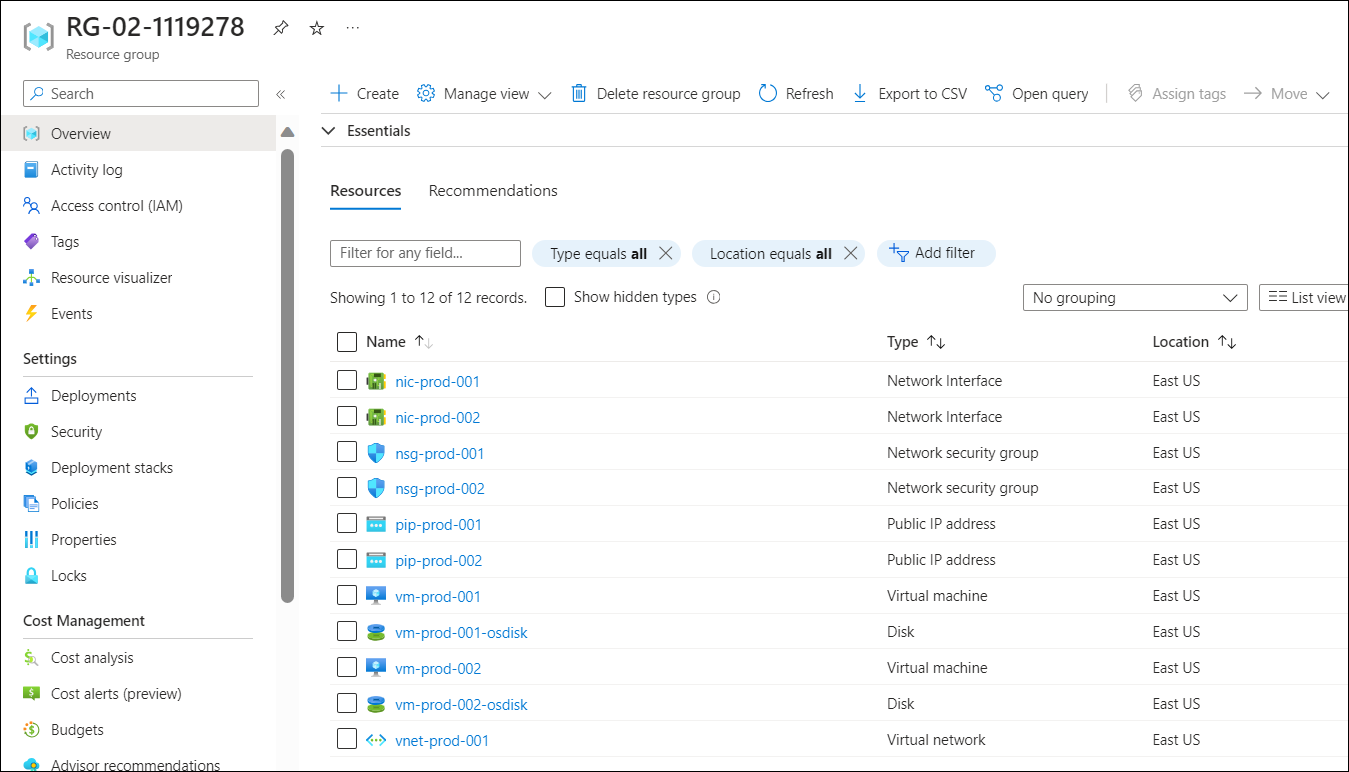 RG-02-1119278
Resource group
Search
Create Manage view Delete resource group Refresh Export to CSV Open query Assign tags Move
Overview
Activity log
Access control (IAM)
Tags
Resource visualizer
Events
Settings
Deployments
Security
Deployment stacks
Policies
Properties
Locks
Cost Management
Cost analysis
Cost alerts (preview)
Budgets
Advisor recommendations
Essentials
Resources Recommendations
Filter for any field... Type equals all Location equals all Add filter
Showing 1 to 12 of 12 records. Show hidden types No grouping List view
Name Type Location
nic-prod-001 Network Interface East US
nic-prod-002 Network Interface East US
nsg-prod-001 Network security group East US
nsg-prod-002 Network security group East US
pip-prod-001 Public IP address East US
pip-prod-002 Public IP address East US
vm-prod-001 Virtual machine East US
vm-prod-001-osdisk Disk East US
vm-prod-002 Virtual machine East US
vm-prod-002-osdisk Disk East US
vnet-prod-001 Virtual network East US